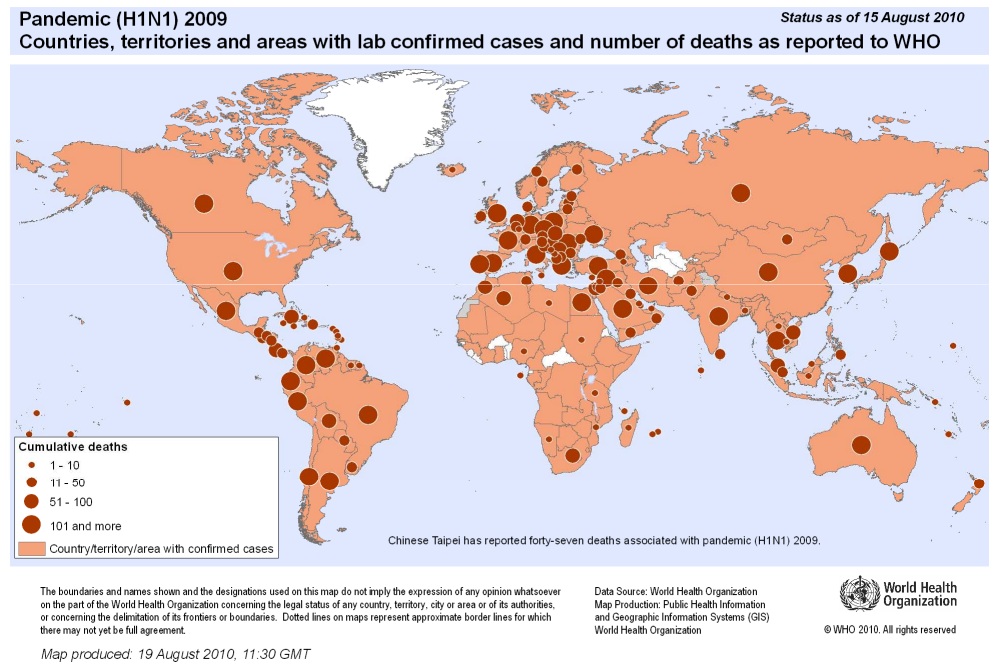 Pandemic (H1N1) 2009
Status as of 15 August 2010
Countries, territories and areas with lab confirmed cases and number of deaths as reported to WHO
Cumulative deaths
1 - 10
11 - 50
51 - 100
101 and more
Country/territory/area with confirmed cases
Chinese Taipei has reported forty-seven deaths associated with pandemic (H1N1) 2009.
The boundaries and names shown and the designations used on this map do not imply the expression of any opinion whatsoever
on the part of the World Health Organization concerning the legal status of any country, territory, city or area or of its authorities,
or concerning the delimitation of its frontiers or boundaries. Dotted lines on maps represent approximate border lines for which
there may not yet be full agreement.
Data Source: World Health Organization
Map Production: Public Health Information
and Geographic Information Systems (GIS)
World Health Organization
World Health
Organization
© WHO 2010. All rights reserved
Map produced: 19 August 2010, 11:30 GMT